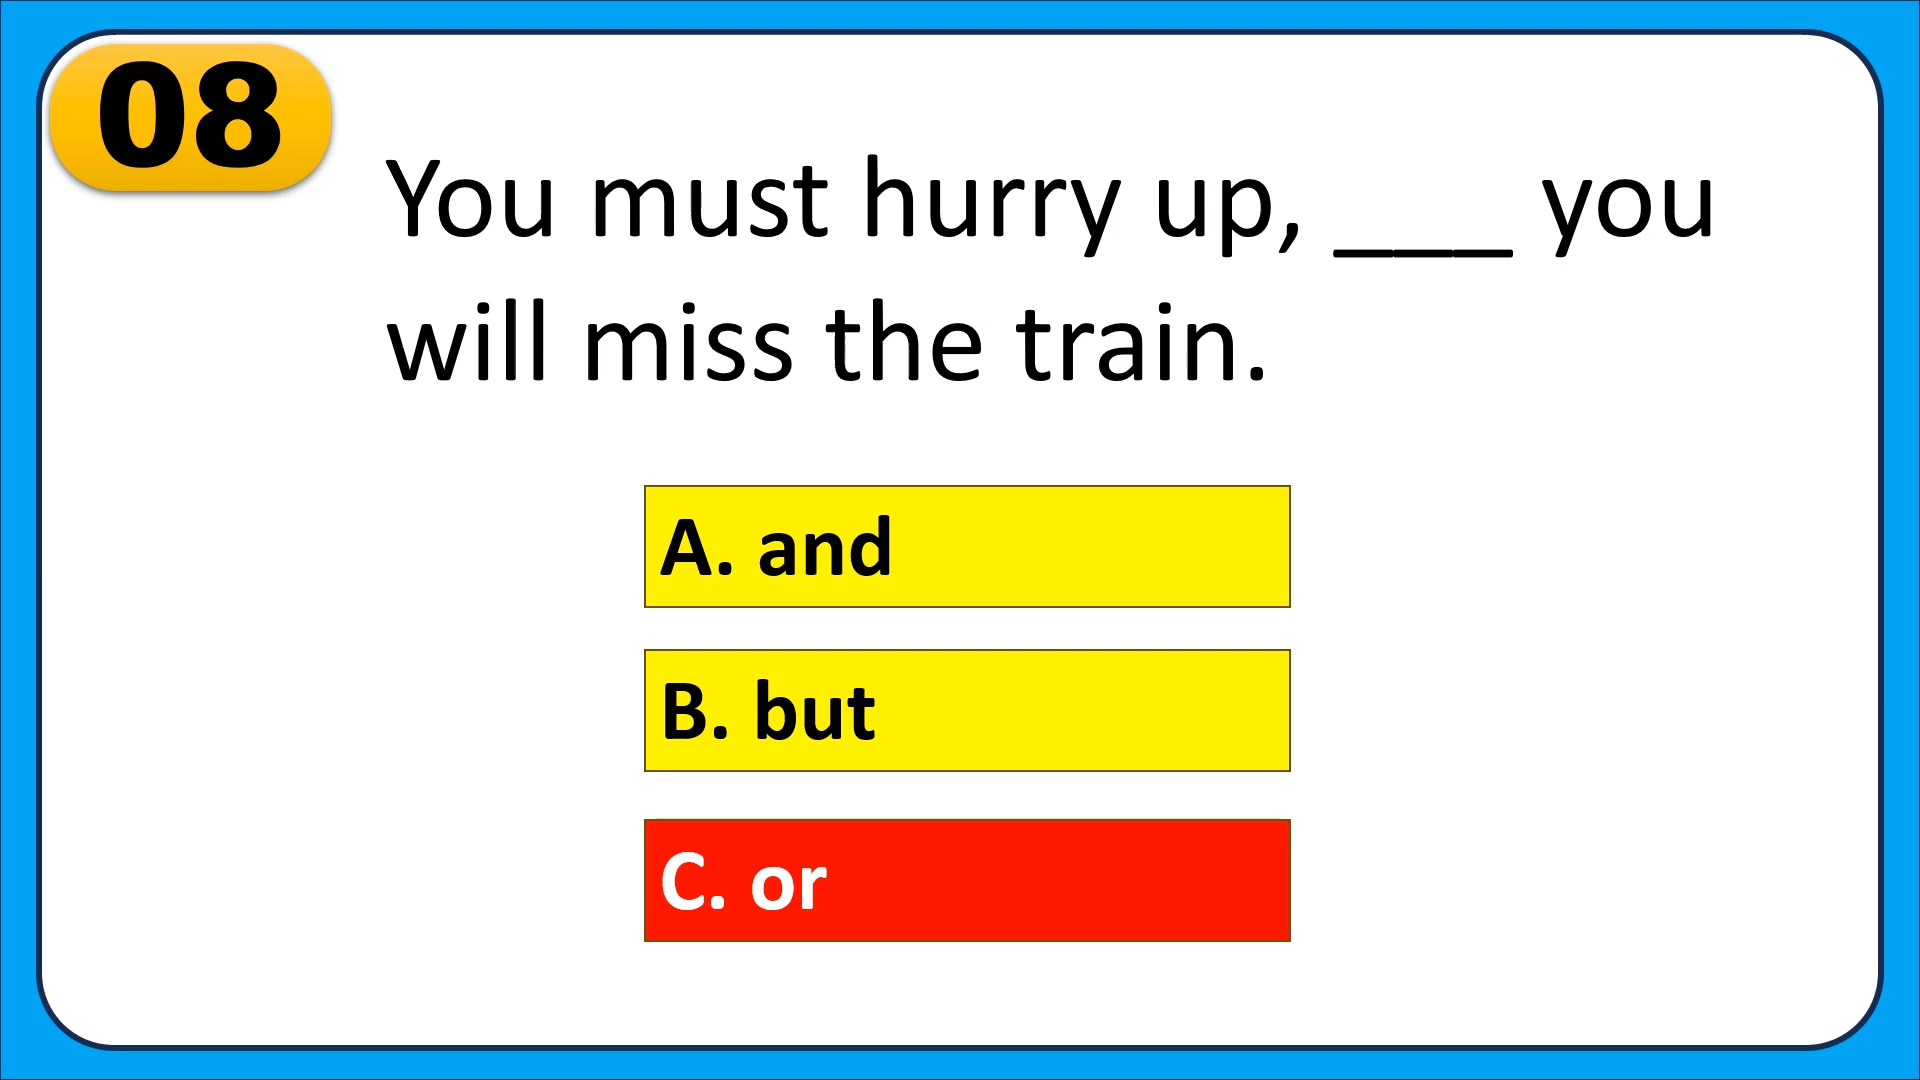 08
You must hurry up, ___ you
will miss the train.
A. and
B. but
C. or